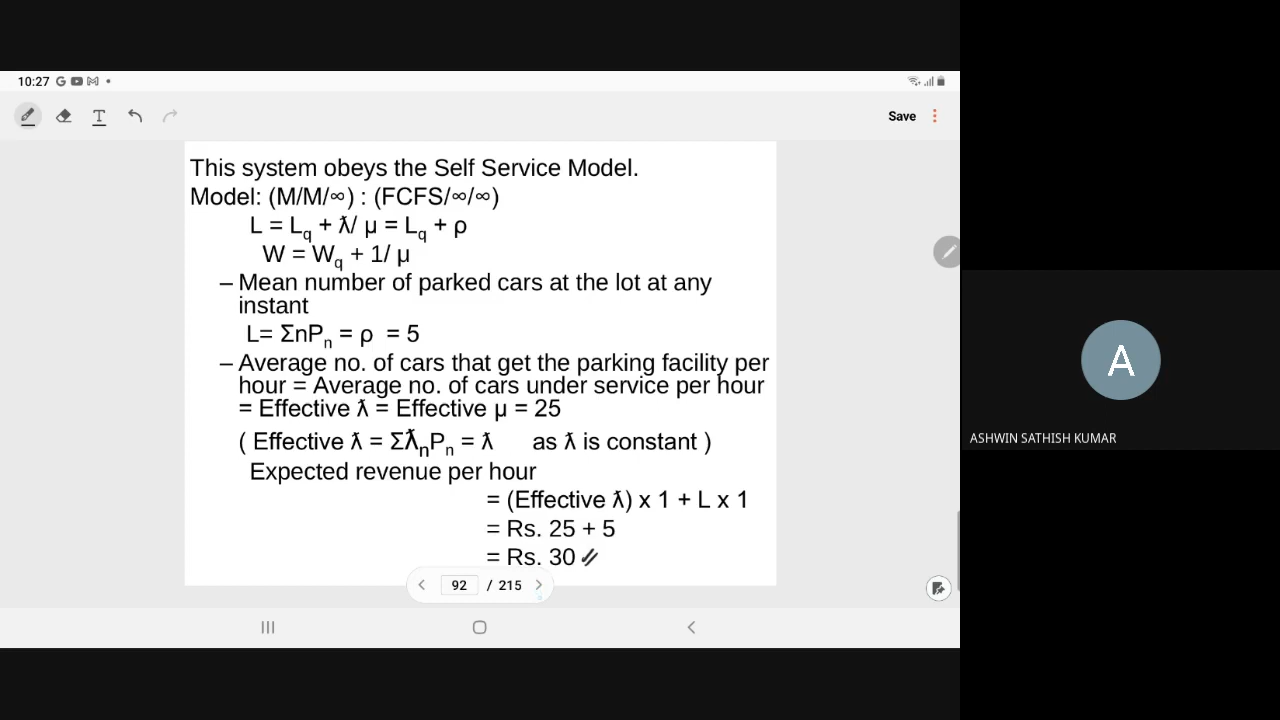 10:27
Save
This system obeys the Self Service Model.
Model: (M/M/∞) : (FCFS/∞/∞)
L = Lq + ƛ/ μ = Lq + ρ
W = Wq + 1/ μ
– Mean number of parked cars at the lot at any
instant
L= ΣnPn = ρ = 5
– Average no. of cars that get the parking facility per
hour = Average no. of cars under service per hour
= Effective ƛ = Effective μ = 25
( Effective ƛ = ΣƛnPn = ƛ as ƛ is constant )
Expected revenue per hour
= (Effective ƛ) x 1 + L x 1
= Rs. 25 + 5
= Rs. 30
92 / 215
A
ASHWIN SATHISH KUMAR